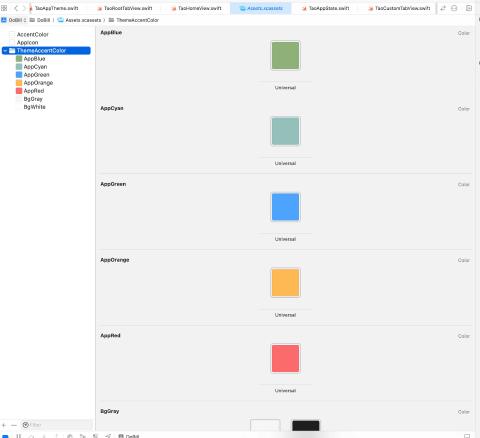 TaoAppTheme.swift
TaoRootTabView.swift
TaoHomeView.swift
Assets.xcassets
TaoAppState.swift
TaoCustomTabView.swift
DoBill
DoBill
Assets.xcassets
ThemeAccentColor
AccentColor
AppIcon
ThemeAccentColor
AppBlue
AppCyan
AppGreen
AppOrange
AppRed
BgGray
BgWhite
AppBlue
Color
Universal
AppCyan
Color
Universal
AppGreen
Color
Universal
AppOrange
Color
Universal
AppRed
Color
Universal
BgGray
Color
Filter
DoBill